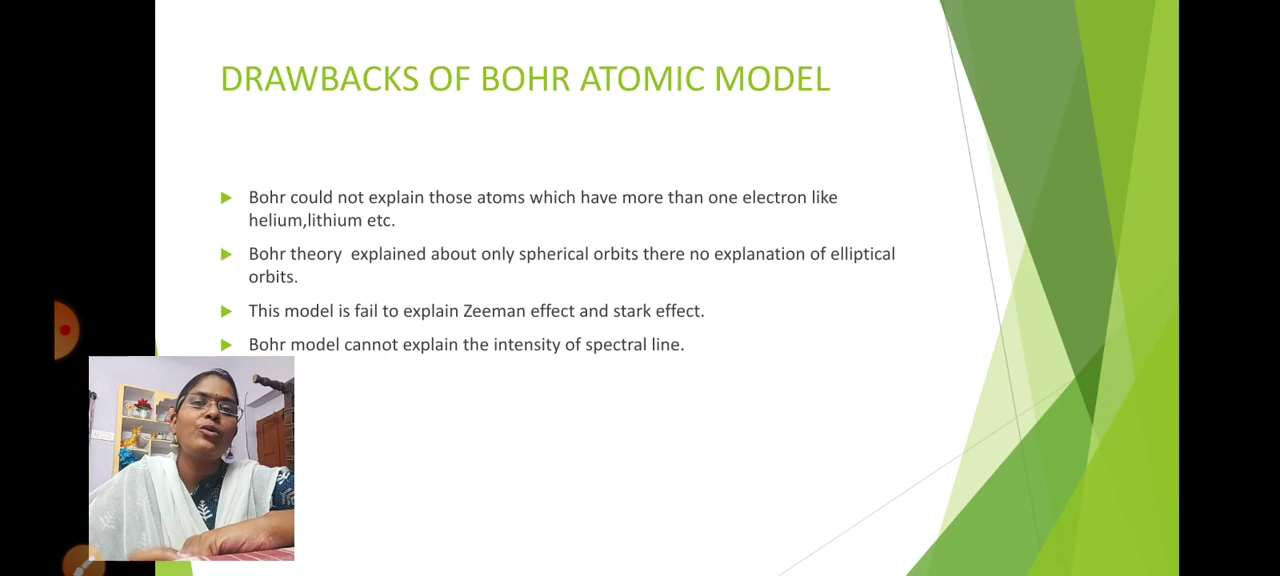 DRAWBACKS OF BOHR ATOMIC MODEL
Bohr could not explain those atoms which have more than one electron like
helium,lithium etc.
Bohr theory  explained about only spherical orbits there no explanation of elliptical
orbits.
This model is fail to explain Zeeman effect and stark effect.
Bohr model cannot explain the intensity of spectral line.